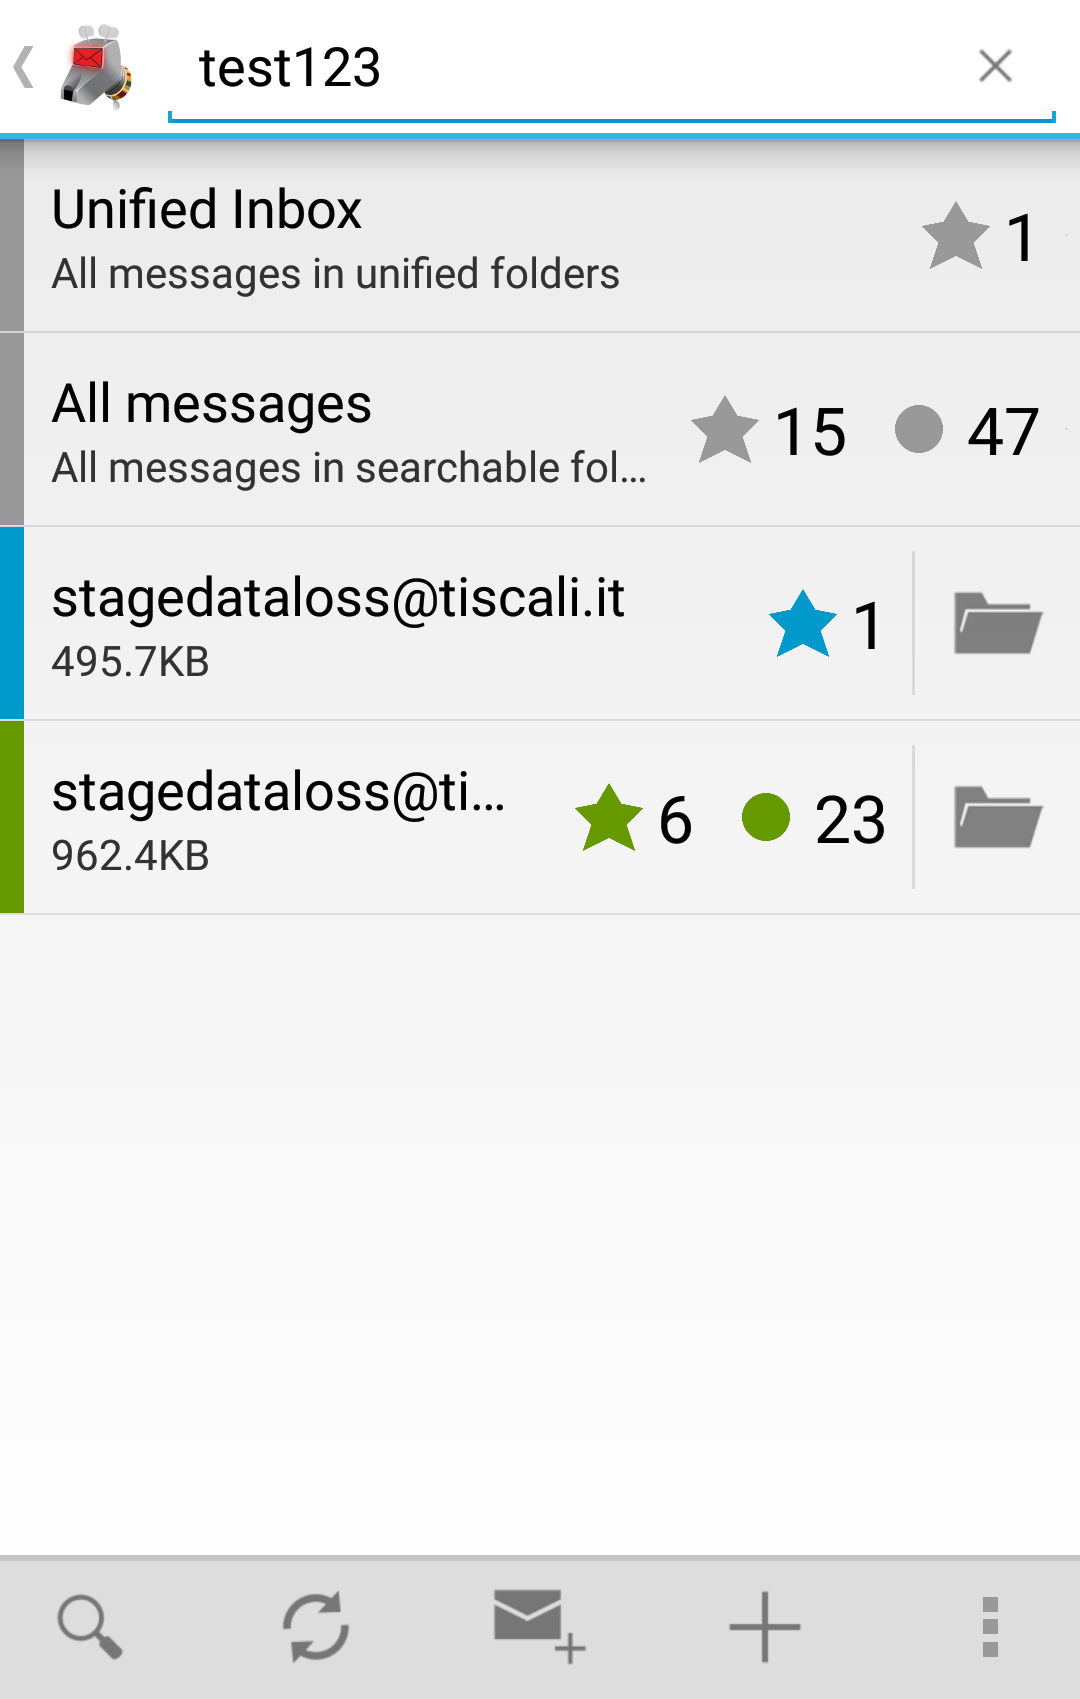 test123
Unified Inbox
All messages in unified folders
1
All messages
All messages in searchable fol...
15
47
stagedataloss@tiscali.it
495.7KB
1
stagedataloss@ti...
962.4KB
6
23